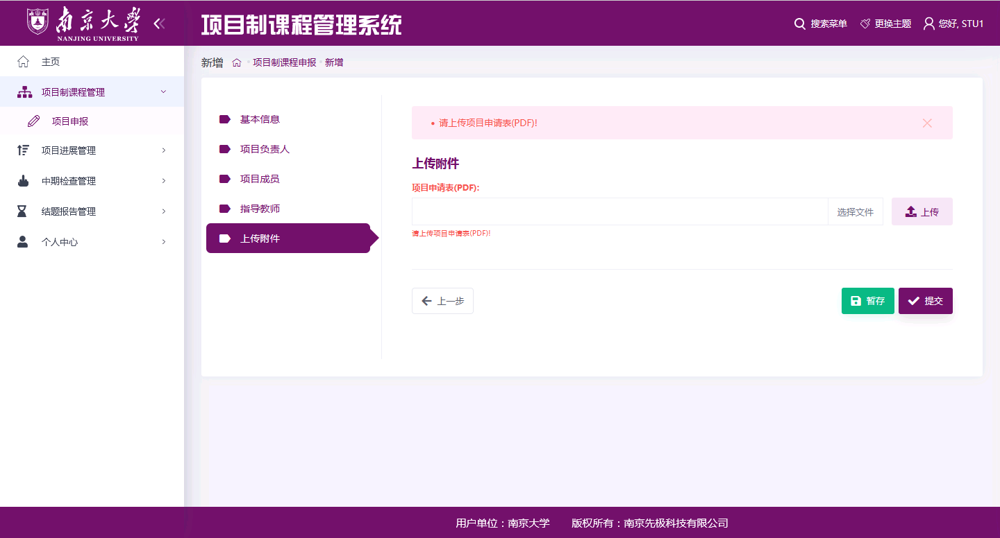 南京大学
NANJING UNIVERSITY
项目制课程管理系统
搜索菜单 更换主题 您好, STU1
主页
项目制课程管理
项目申报
项目进展管理
中期检查管理
结题报告管理
个人中心
新增 项目制课程申报 新增
基本信息
项目负责人
项目成员
指导教师
上传附件
请上传项目申请表(PDF)!
上传附件
项目申请表(PDF):
选择文件 上传
请上传项目申请表(PDF)!
上一步 暂存 提交
用户单位：南京大学 版权所有：南京先极科技有限公司